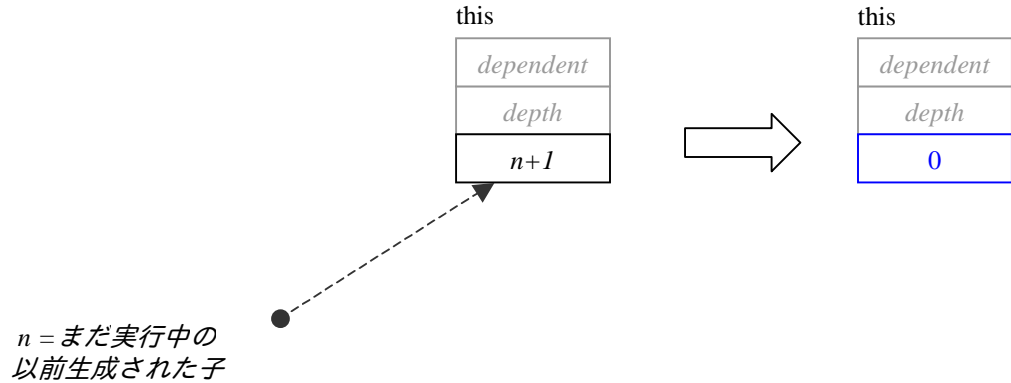 this
dependent
depth
n+1
this
dependent
depth
0
n = まだ実行中の
以前生成された子